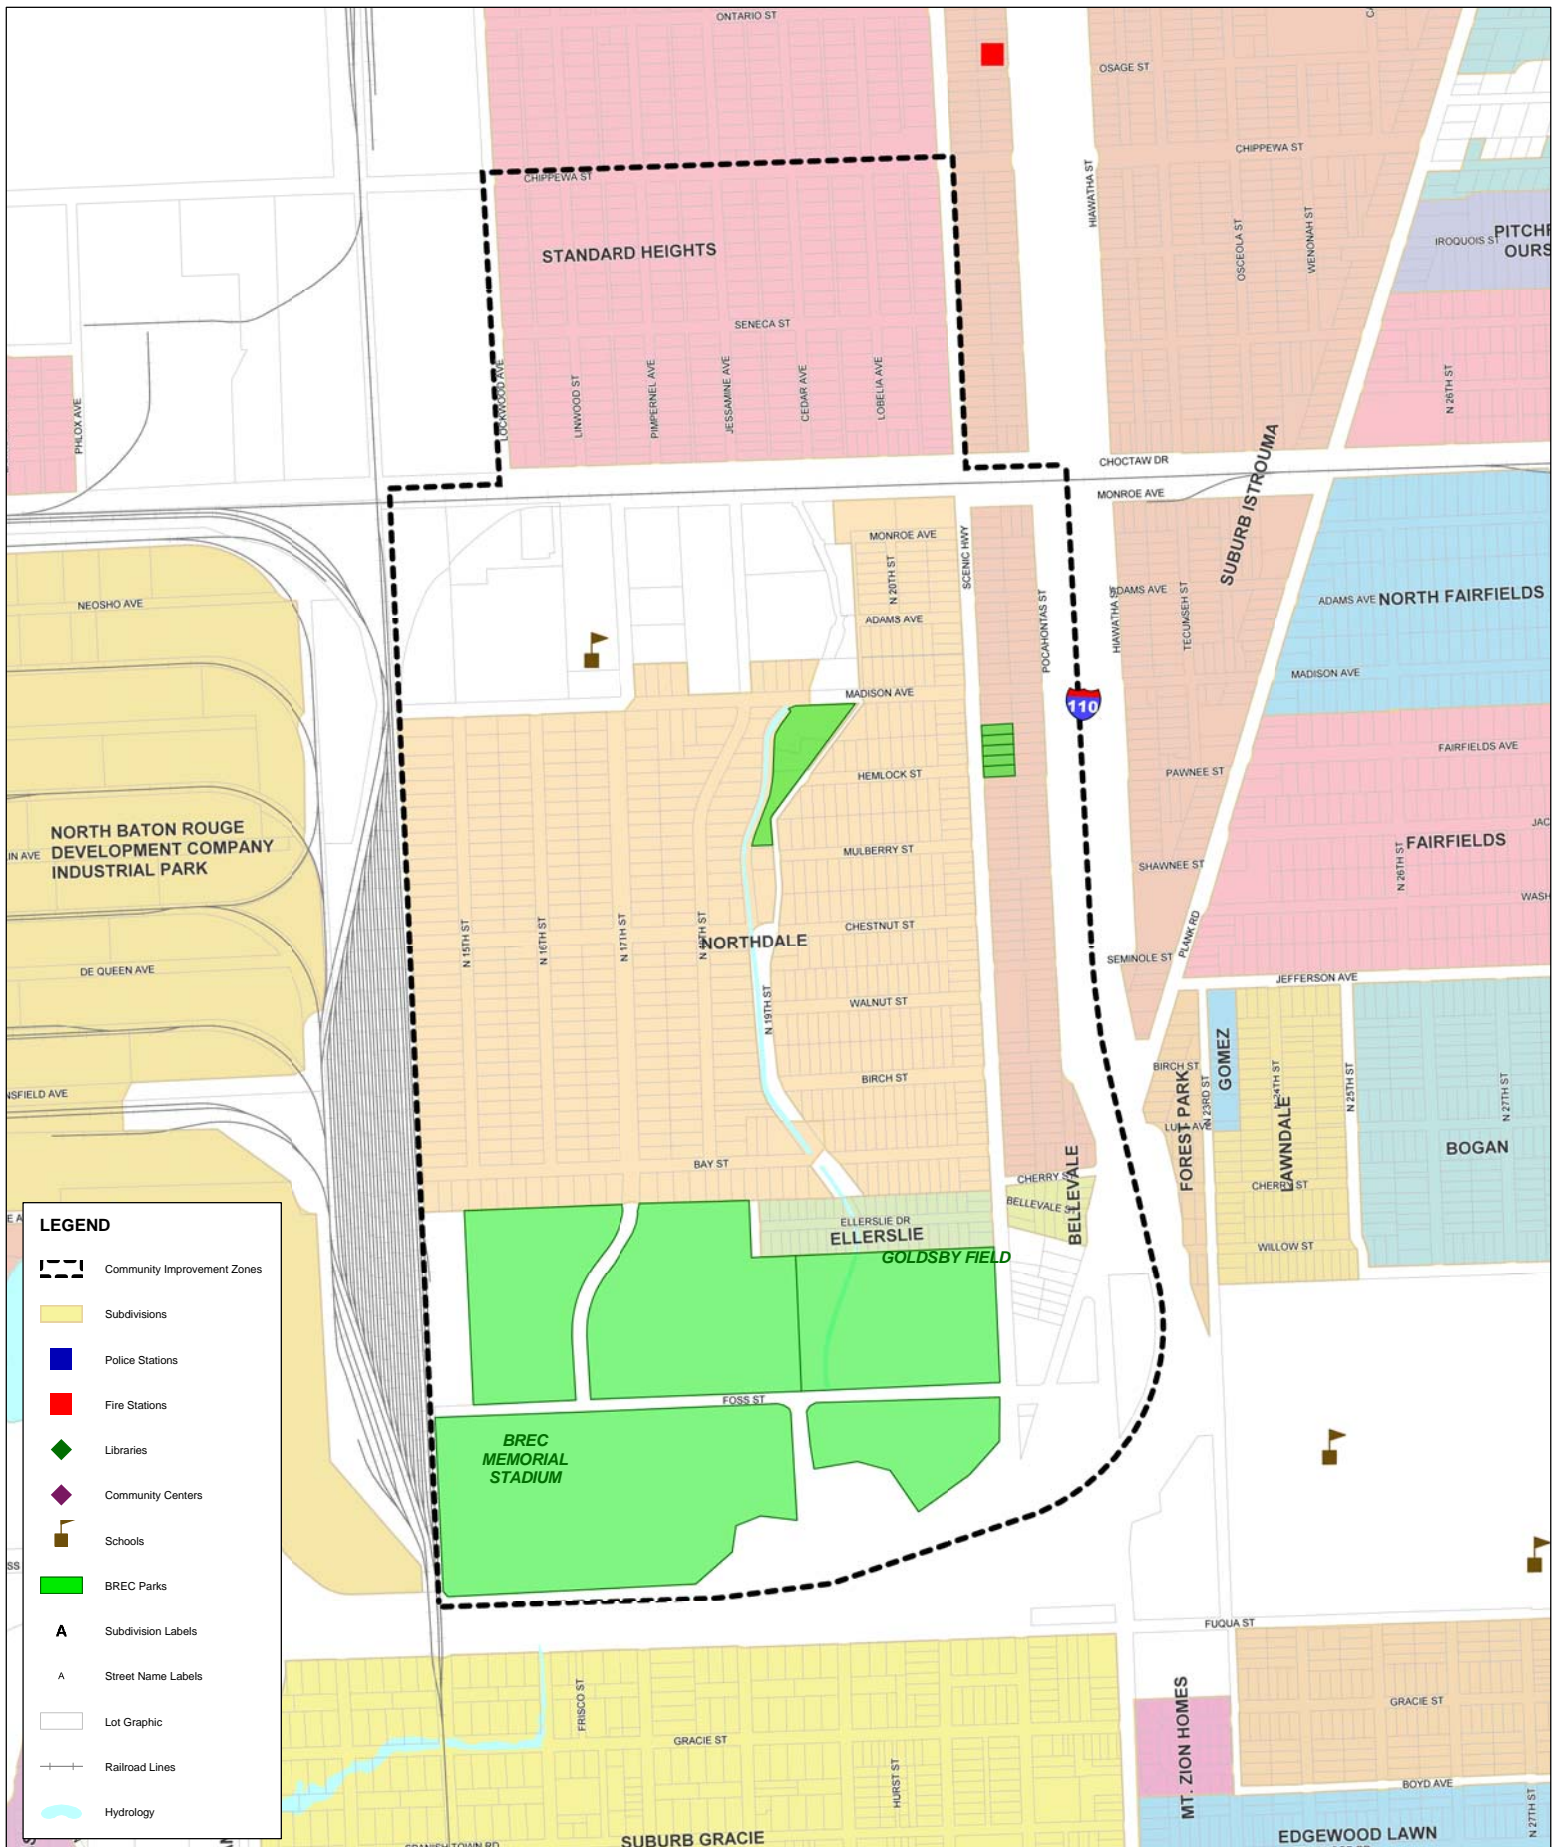 ONTARIO ST
OSAGE ST
CHIPPEWA ST
CHIPPEWA ST
HIAWATHA ST
OSCEOLA ST
WENONAH ST
IROQUOIS ST
PITCHF
OURS
STANDARD HEIGHTS
SENECA ST
LOCKWOOD AVE
LINWOOD ST
PIMPERNEL AVE
JESSAMINE AVE
CEDAR AVE
LOBELIA AVE
PHLOX AVE
N 26TH ST
CHOCTAW DR
MONROE AVE
SUBURB ISTROUMA
MONROE AVE
SCENIC HWY
N 20TH ST
ADAMS AVE
POCAHONTAS ST
HIAWATHA ST
ADAMS AVE
TECUMSEH ST
ADAMS AVE
NORTH FAIRFIELDS
NEOSHO AVE
MADISON AVE
MADISON AVE
110
FAIRFIELDS AVE
HEMLOCK ST
PAWNEE ST
NORTH BATON ROUGE
DEVELOPMENT COMPANY
INDUSTRIAL PARK
IN AVE
MULBERRY ST
SHAWNEE ST
FAIRFIELDS
JAC
N 26TH ST
WASH
N 15TH ST
N 16TH ST
N 17TH ST
NORTHDALE
CHESTNUT ST
PLANK RD
SEMINOLE ST
DE QUEEN AVE
JEFFERSON AVE
N 19TH ST
WALNUT ST
NSFIELD AVE
BIRCH ST
BIRCH ST
GOMEZ
N 23RD ST
N 24TH ST
LAWNDALE
N 25TH ST
N 27TH ST
FOREST PARK
BOGAN
BAY ST
CHERRY S
BELLEVALE S
BELLEVALE
CHERRY ST
ELLERSLIE DR
ELLERSLIE
GOLDSBY FIELD
WILLOW ST
FOSS ST
BREC
MEMORIAL
STADIUM
LEGEND
Community Improvement Zones
Subdivisions
Police Stations
Fire Stations
Libraries
Community Centers
Schools
BREC Parks
A Subdivision Labels
A Street Name Labels
Lot Graphic
Railroad Lines
Hydrology
E A
SS
FUQUA ST
FRISCO ST
GRACIE ST
HURST ST
MT. ZION HOMES
GRACIE ST
BOYD AVE
N 27TH ST
SUBURB GRACIE
EDGEWOOD LAWN